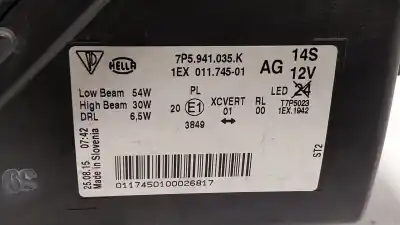 HELLA
7P5.941.035.K
1EX 011.745-01
AG
14S
12V
Low Beam 54W
High Beam 30W
DRL 6,5W
PL
20 E1
3849
XCVERT
01
RL
00
LED 24
T7P5023
1EX.1942
25.08.15 07:42
Made in Slovenia
ST2
0117450100026817